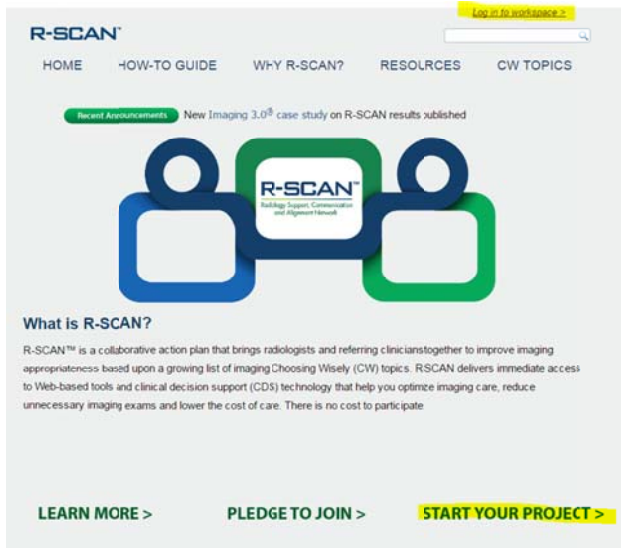 Log in to workspace >
R-SCAN™
HOME HOW-TO GUIDE WHY R-SCAN? RESOURCES CW TOPICS
Recent Announcements New Imaging 3.0® case study on R-SCAN results published
R-SCAN™
Radiology Support, Communication
and Alignment Network
What is R-SCAN?
R-SCAN™ is a collaborative action plan that brings radiologists and referring clinicianstogether to improve imaging
appropriateness based upon a growing list of imaging Choosing Wisely (CW) topics. RSCAN delivers immediate access
to Web-based tools and clinical decision support (CDS) technology that help you optimize imaging care, reduce
unnecessary imaging exams and lower the cost of care. There is no cost to participate
LEARN MORE > PLEDGE TO JOIN > START YOUR PROJECT >